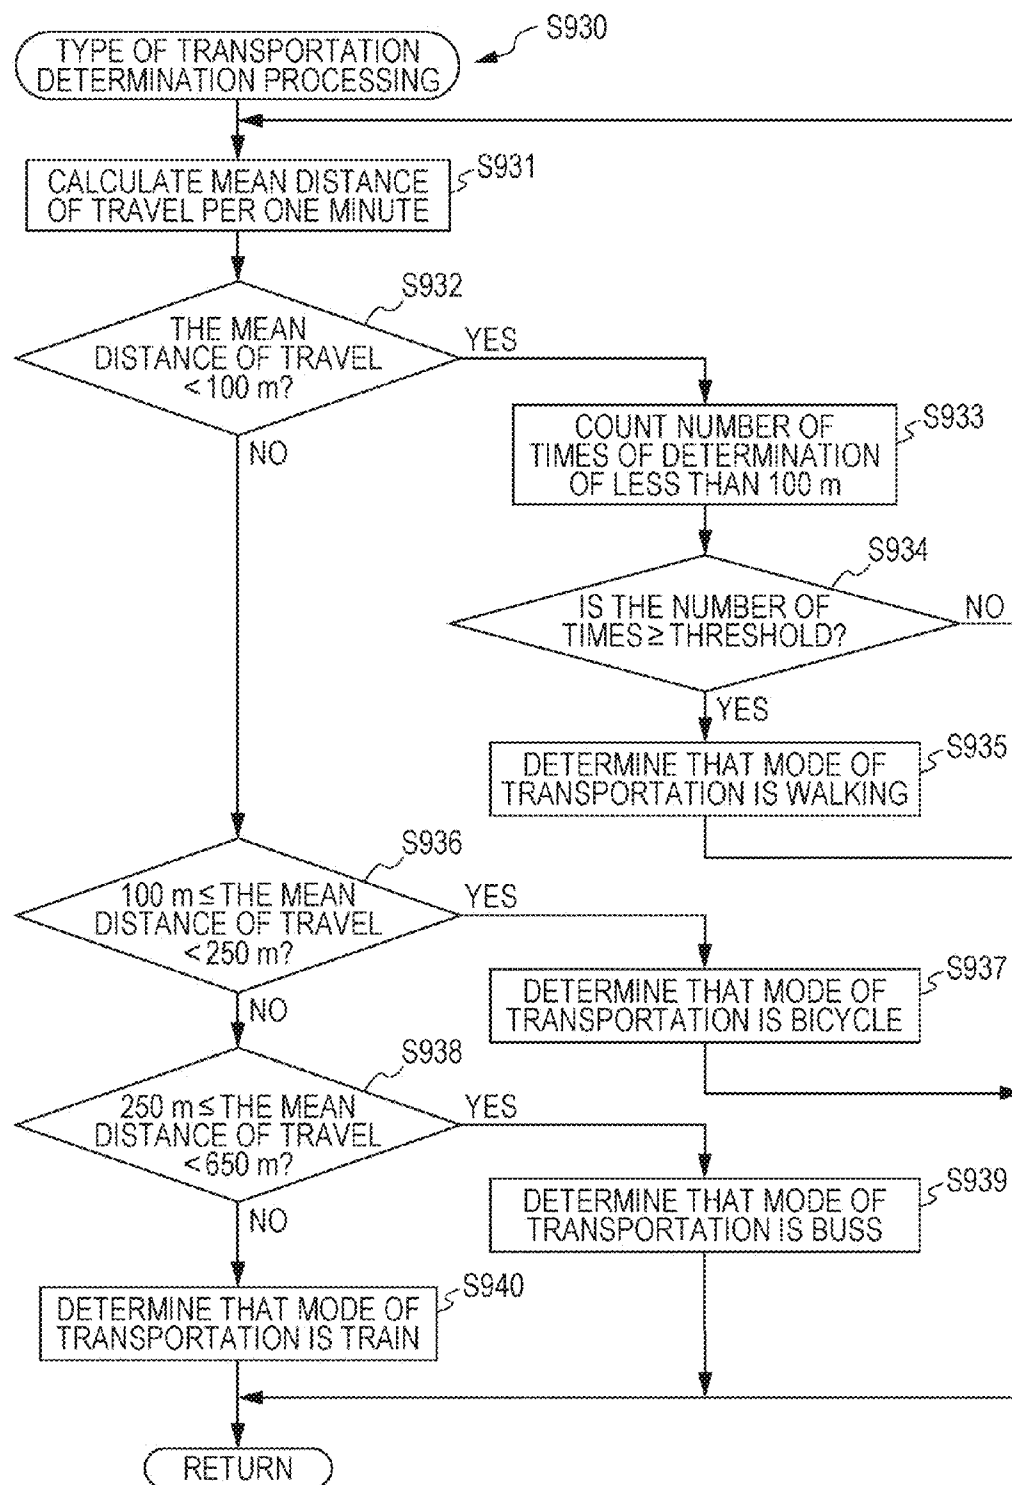 S930
TYPE OF TRANSPORTATION
DETERMINATION PROCESSING
S931
CALCULATE MEAN DISTANCE
OF TRAVEL PER ONE MINUTE
S932
THE MEAN
DISTANCE OF TRAVEL
< 100 m?
YES
NO
S933
COUNT NUMBER OF
TIMES OF DETERMINATION
OF LESS THAN 100 m
S934
IS THE NUMBER OF
TIMES ≥ THRESHOLD?
NO
YES
S935
DETERMINE THAT MODE OF
TRANSPORTATION IS WALKING
S936
100 m ≤ THE MEAN
DISTANCE OF TRAVEL
< 250 m?
YES
NO
S937
DETERMINE THAT MODE OF
TRANSPORTATION IS BICYCLE
S938
250 m ≤ THE MEAN
DISTANCE OF TRAVEL
< 650 m?
YES
NO
S939
DETERMINE THAT MODE OF
TRANSPORTATION IS BUSS
S940
DETERMINE THAT MODE OF
TRANSPORTATION IS TRAIN
RETURN